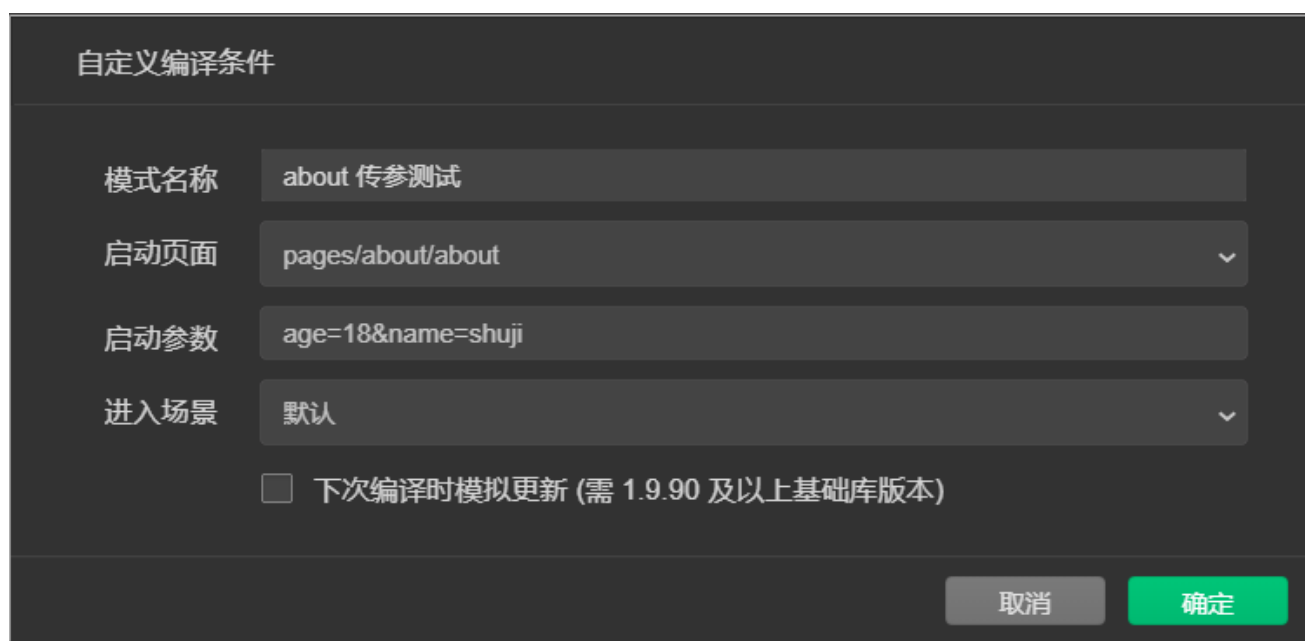 自定义编译条件
模式名称 about 传参测试
启动页面 pages/about/about
启动参数 age=18&name=shuji
进入场景 默认
下次编译时模拟更新 (需 1.9.90 及以上基础库版本)
取消 确定